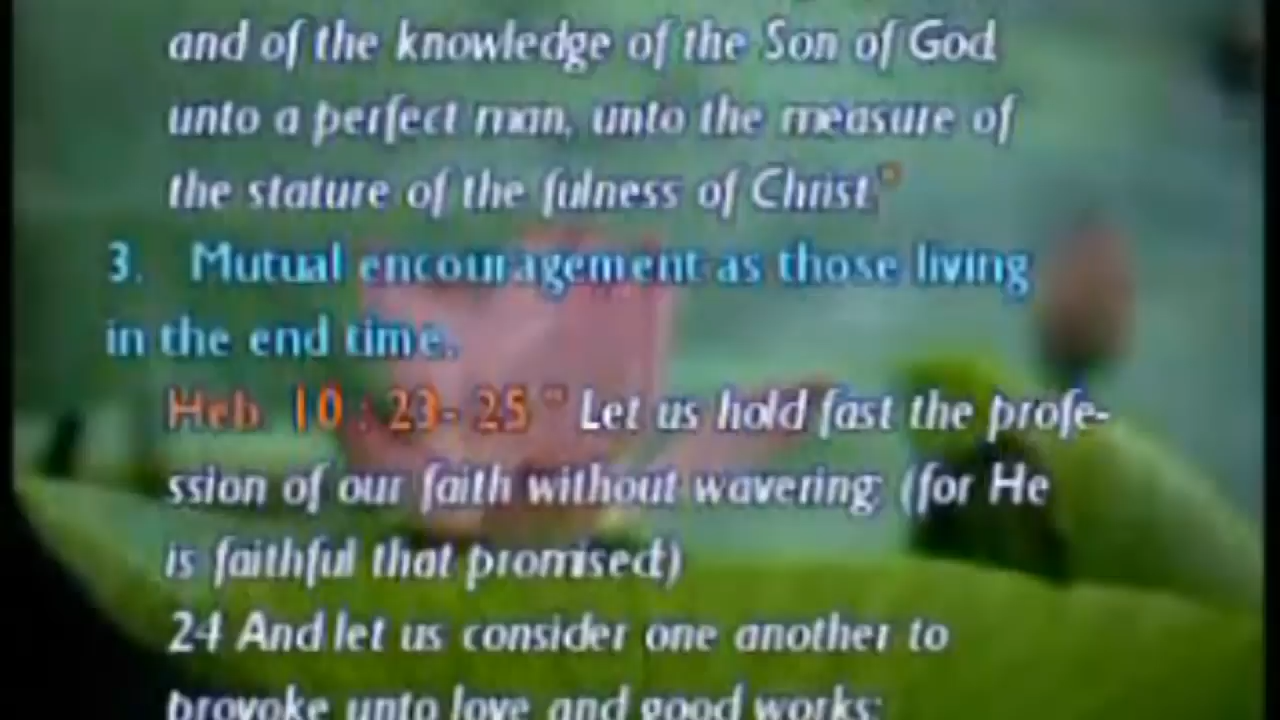 and of the knowledge of the Son of God
unto a perfect man, unto the measure of
the stature of the fulness of Christ"
3. Mutual encouragement as those living
in the end time.
Heb. 10 : 23- 25 " Let us hold fast the profe-
ssion of our faith without wavering; (for He
is faithful that promised;)
24 And let us consider one another to
provoke unto love and good works: